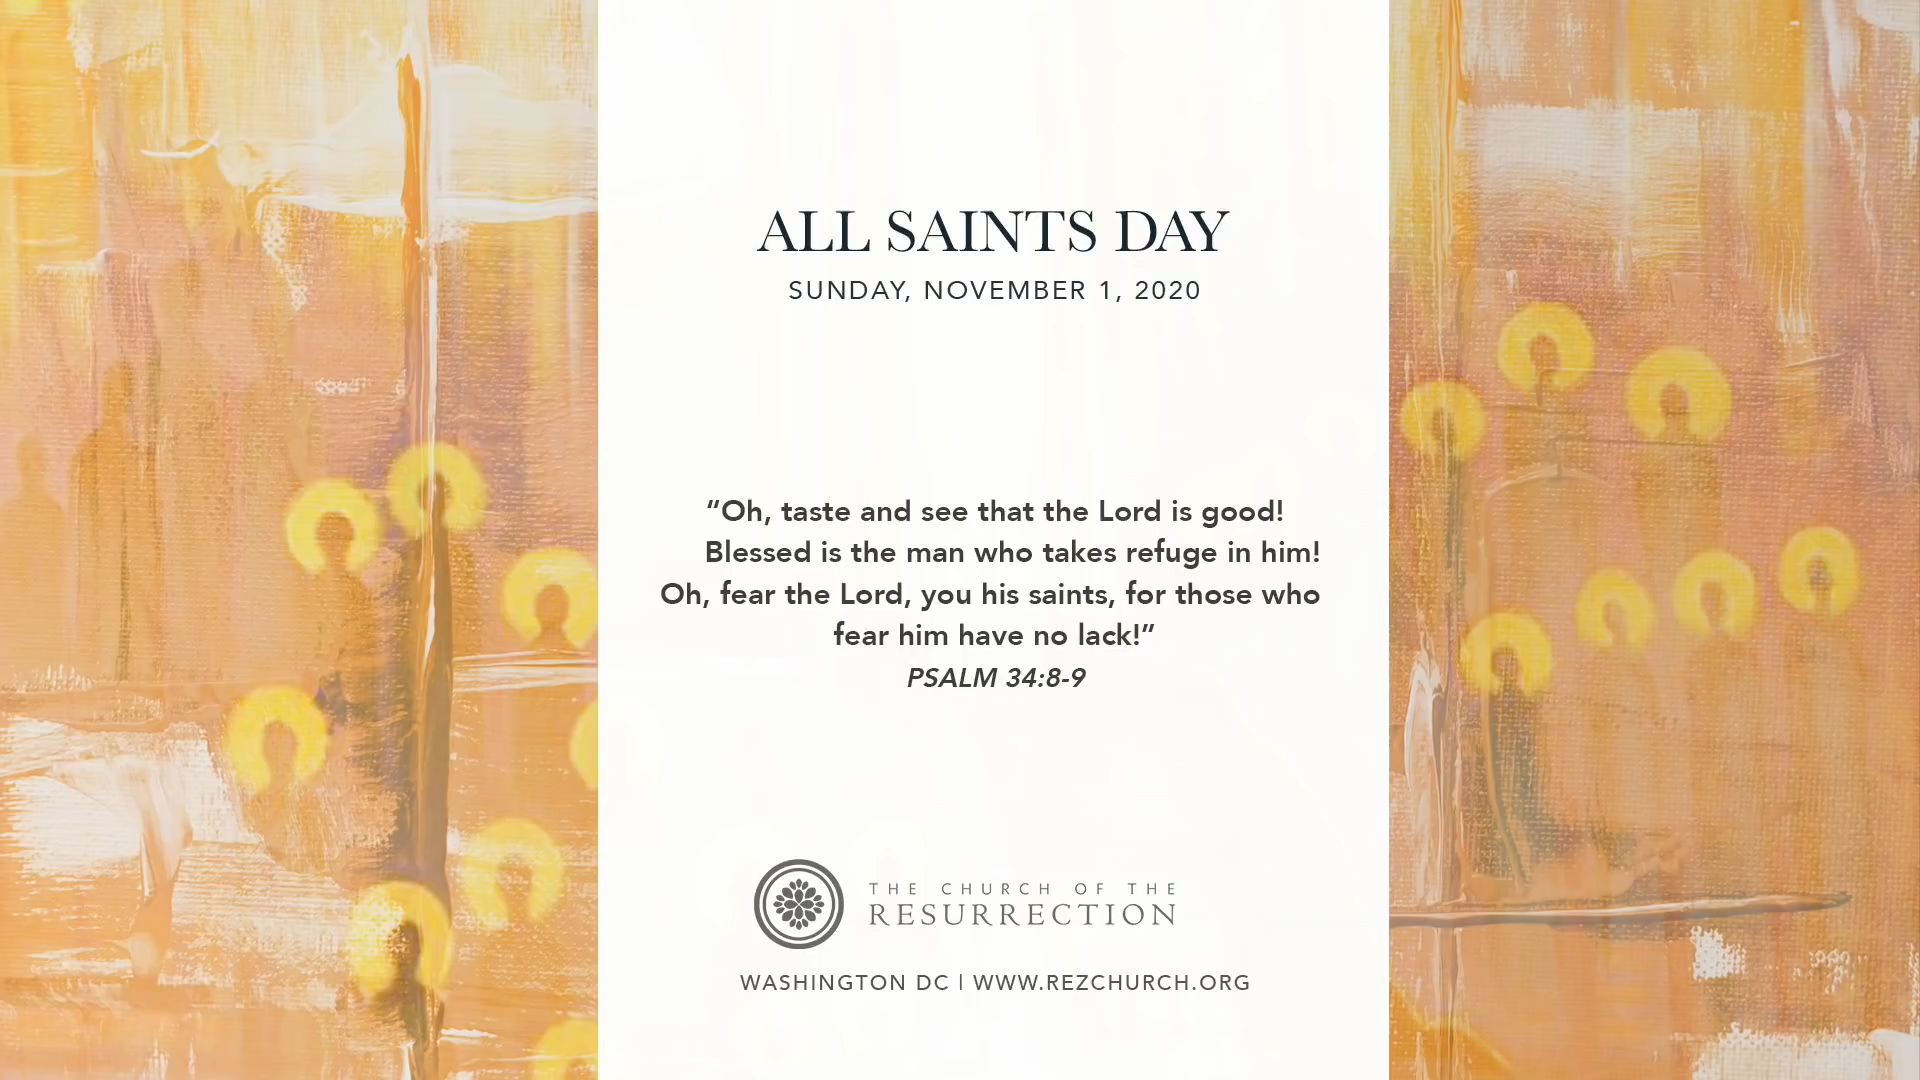 ALL SAINTS DAY
SUNDAY, NOVEMBER 1, 2020
“Oh, taste and see that the Lord is good!
Blessed is the man who takes refuge in him!
Oh, fear the Lord, you his saints, for those who
fear him have no lack!”
PSALM 34:8-9
THE CHURCH OF THE
RESURRECTION
WASHINGTON DC | WWW.REZCHURCH.ORG